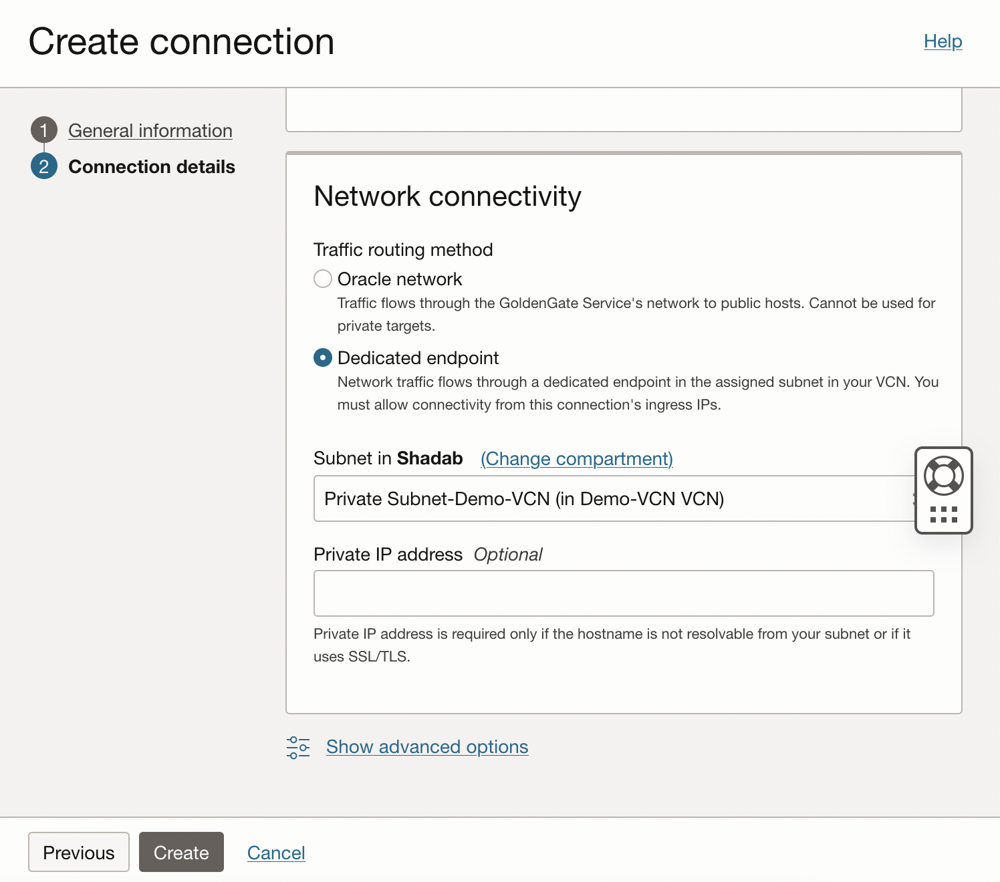 Create connection
Help
1 General information
2 Connection details
Network connectivity
Traffic routing method
Oracle network
Traffic flows through the GoldenGate Service's network to public hosts. Cannot be used for
private targets.
Dedicated endpoint
Network traffic flows through a dedicated endpoint in the assigned subnet in your VCN. You
must allow connectivity from this connection's ingress IPs.
Subnet in Shadab (Change compartment)
Private Subnet-Demo-VCN (in Demo-VCN VCN)
Private IP address Optional
Private IP address is required only if the hostname is not resolvable from your subnet or if it
uses SSL/TLS.
Show advanced options
Previous Create Cancel